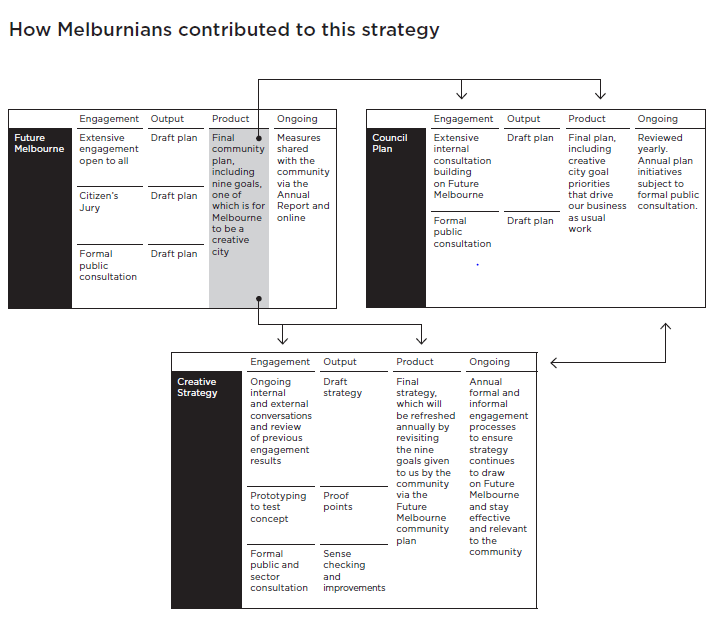 How Melburnians contributed to this strategy
Engagement
Output
Product
Ongoing
Future
Melbourne
Extensive
engagement
open to all
Draft plan
Citizen's
Jury
Draft plan
Formal
public
consultation
Draft plan
Final
community
plan,
including
nine goals,
one of
which is for
Melbourne
to be a
creative
city
Measures
shared
with the
community
via the
Annual
Report and
online
Engagement
Output
Product
Ongoing
Council
Plan
Extensive
internal
consultation
building
on Future
Melbourne
Draft plan
Formal
public
consultation
Draft plan
Final plan,
including
creative
city goal
priorities
that drive
our business
as usual
work
Reviewed
yearly.
Annual plan
initiatives
subject to
formal public
consultation.
Engagement
Output
Product
Ongoing
Creative
Strategy
Ongoing
internal
and external
conversations
and review
of previous
engagement
results
Draft
strategy
Prototyping
to test
concept
Proof
points
Formal
public and
sector
consultation
Sense
checking
and
improvements
Final
strategy,
which will
be refreshed
annually by
revisiting
the nine
goals given
to us by the
community
via the
Future
Melbourne
community
plan
Annual
formal and
informal
engagement
processes
to ensure
strategy
continues
to draw
on Future
Melbourne
and stay
effective
and relevant
to the
community